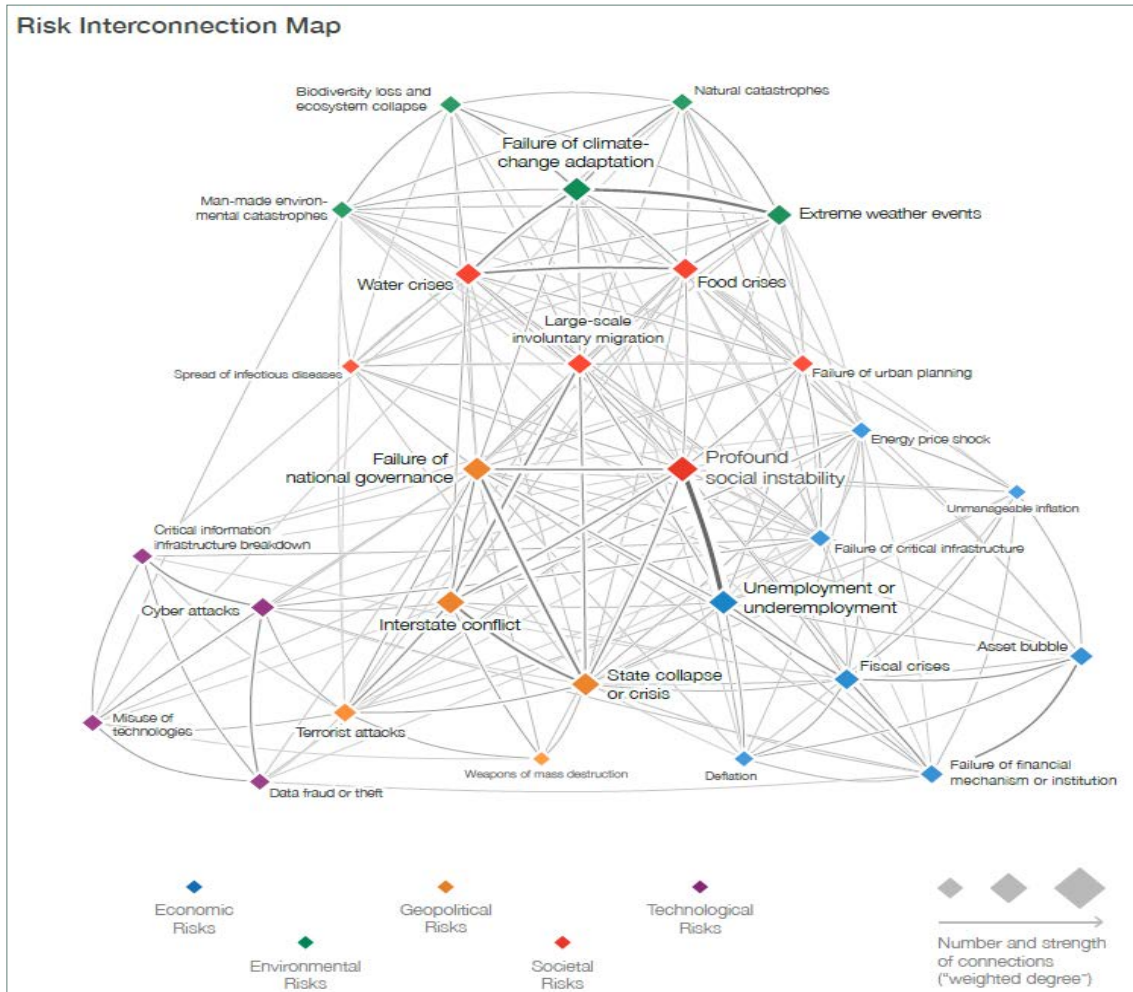 Risk Interconnection Map
Biodiversity loss and
ecosystem collapse
Natural catastrophes
Failure of climate-
change adaptation
Man-made environ-
mental catastrophes
Extreme weather events
Water crises
Food crises
Large-scale
involuntary migration
Spread of infectious diseases
Failure of urban planning
Energy price shock
Failure of
national governance
Profound
social instability
Unmanageable inflation
Critical information
infrastructure breakdown
Failure of critical infrastructure
Cyber attacks
Interstate conflict
Unemployment or
underemployment
Asset bubble
Fiscal crises
State collapse
or crisis
Misuse of
technologies
Terrorist attacks
Weapons of mass destruction
Deflation
Failure of financial
mechanism or institution
Data fraud or theft
Economic
Risks
Geopolitical
Risks
Technological
Risks
Environmental
Risks
Societal
Risks
Number and strength
of connections
("weighted degree")